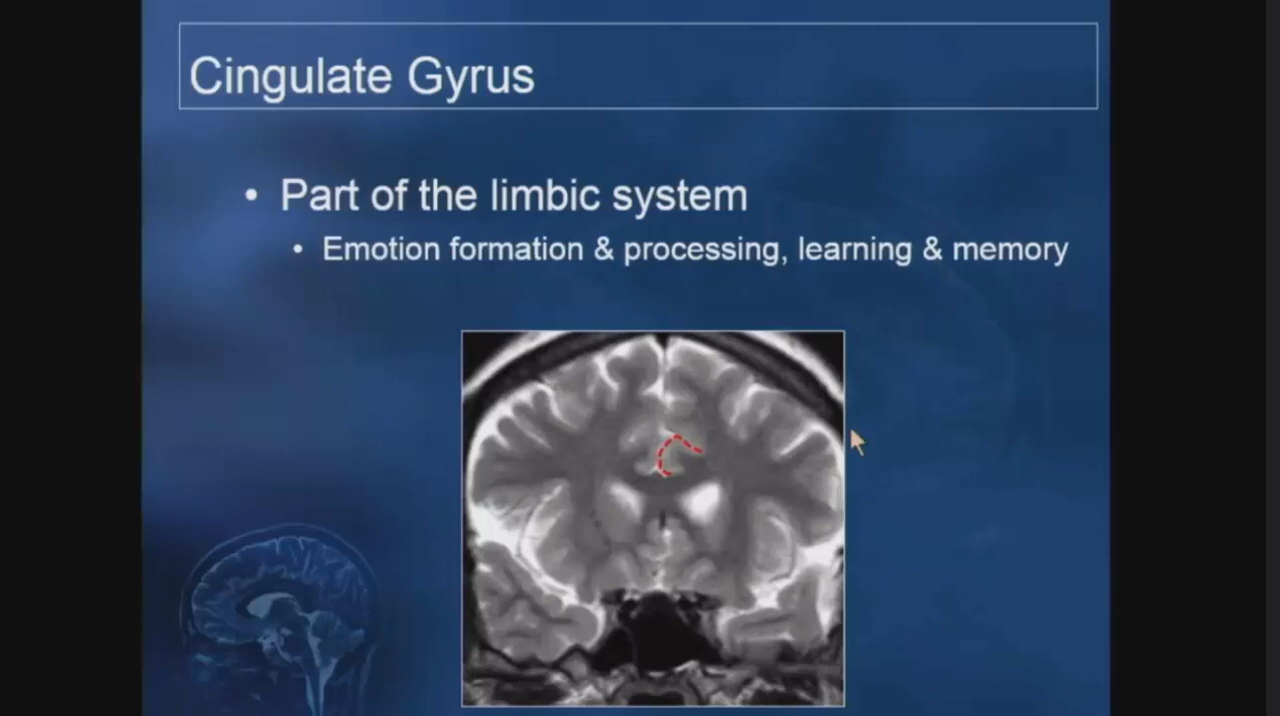 Cingulate Gyrus
• Part of the limbic system
• Emotion formation & processing, learning & memory